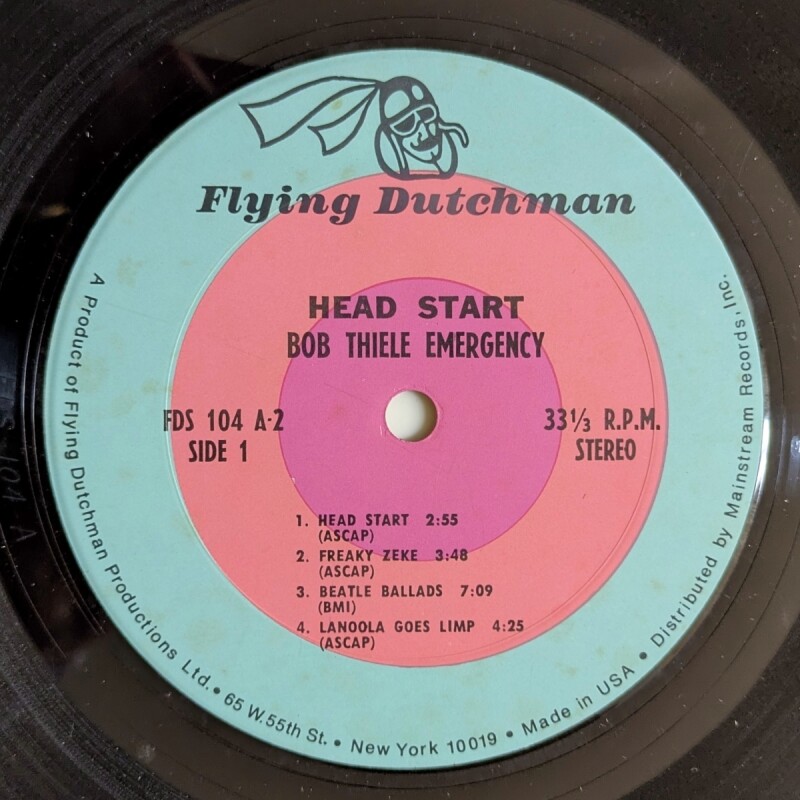 Flying Dutchman
HEAD START
BOB THIELE EMERGENCY
FDS 104 A-2
SIDE 1
33⅓ R.P.M.
STEREO
1. HEAD START 2:55
(ASCAP)
2. FREAKY ZEKE 3:48
(ASCAP)
3. BEATLE BALLADS 7:09
(BMI)
4. LANOOLA GOES LIMP 4:25
(ASCAP)
A Product of Flying Dutchman Productions Ltd. • 65 W. 55th St. • New York 10019 • Made in USA • Distributed by Mainstream Records, Inc.